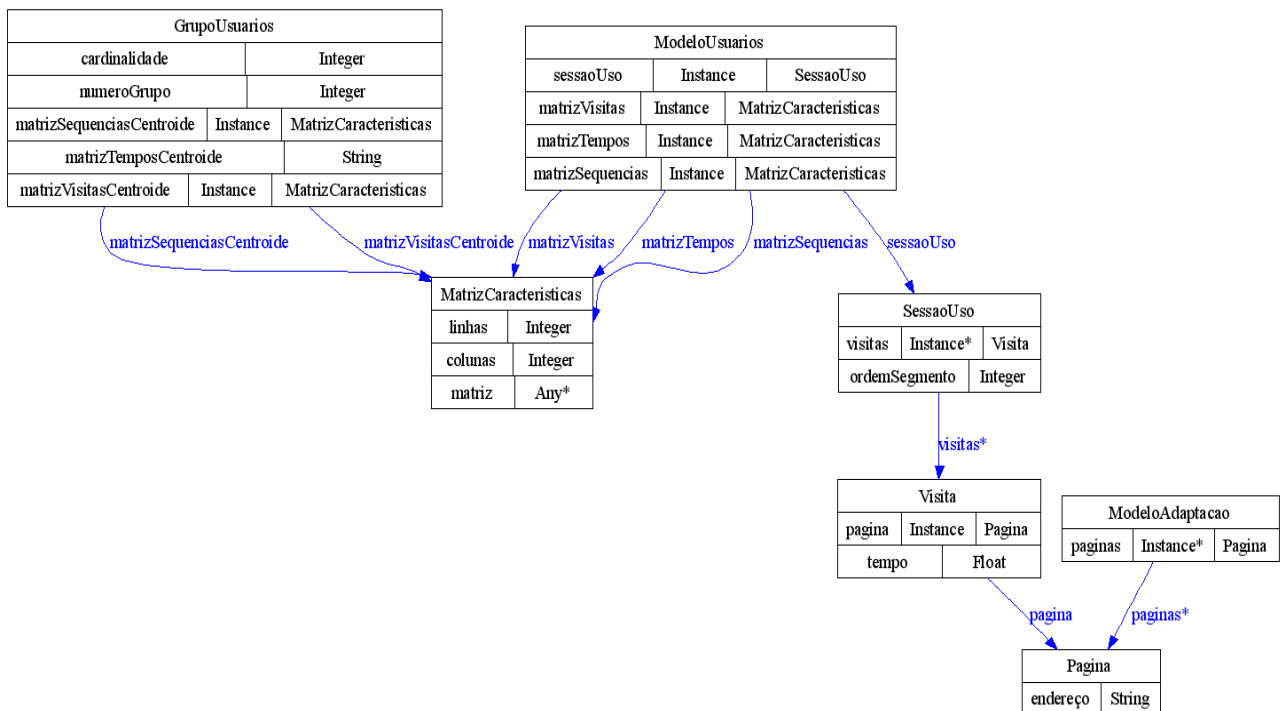 GrupoUsuarios
cardinalidade Integer
numeroGrupo Integer
matrizSequenciasCentroide Instance MatrizCaracteristicas
matrizTemposCentroide String
matrizVisitasCentroide Instance MatrizCaracteristicas
ModeloUsuarios
sessaoUso Instance SessaoUso
matrizVisitas Instance MatrizCaracteristicas
matrizTempos Instance MatrizCaracteristicas
matrizSequencias Instance MatrizCaracteristicas
matrizSequenciasCentroide matrizVisitasCentroide matrizVisitas matrizTempos matrizSequencias sessaoUso
MatrizCaracteristicas
linhas Integer
colunas Integer
matriz Any*
SessaoUso
visitas Instance* Visita
ordemSegmento Integer
visitas*
Visita
pagina Instance Pagina
tempo Float
ModeloAdaptacao
paginas Instance* Pagina
pagina paginas*
Pagina
endereço String